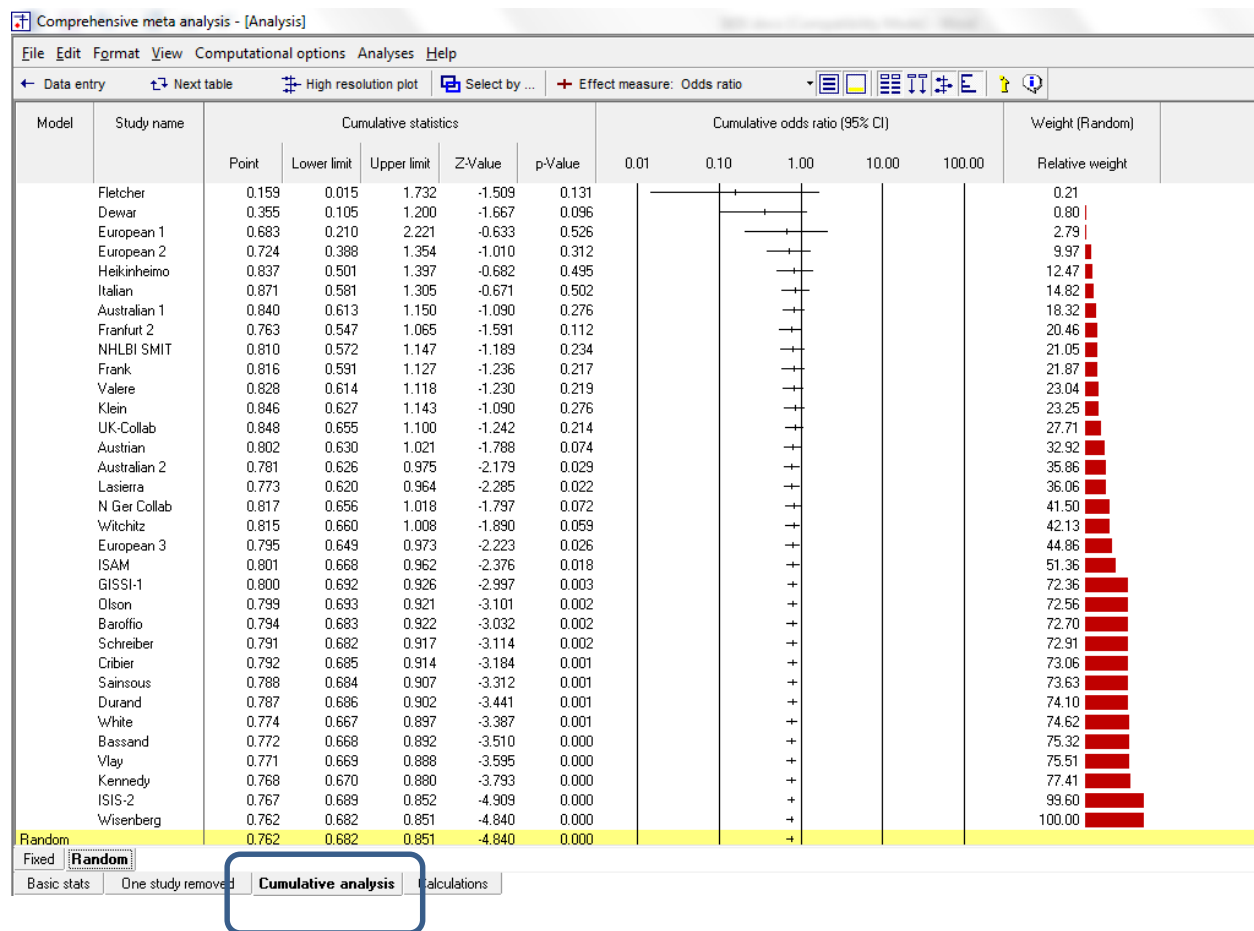 Comprehensive meta analysis - [Analysis]
File Edit Format View Computational options Analyses Help
← Data entry Next table High resolution plot Select by ... + Effect measure: Odds ratio
Model Study name Cumulative statistics Cumulative odds ratio (95% CI) Weight (Random)
Point Lower limit Upper limit Z-Value p-Value 0.01 0.10 1.00 10.00 100.00 Relative weight
Fletcher 0.159 0.015 1.732 -1.509 0.131 0.21
Dewar 0.355 0.105 1.200 -1.667 0.096 0.80
European 1 0.683 0.210 2.221 -0.633 0.526 2.79
European 2 0.724 0.388 1.354 -1.010 0.312 9.97
Heikinheimo 0.837 0.501 1.397 -0.682 0.495 12.47
Italian 0.871 0.581 1.305 -0.671 0.502 14.82
Australian 1 0.840 0.613 1.150 -1.090 0.276 18.32
Franfurt 2 0.763 0.547 1.065 -1.591 0.112 20.46
NHLBI SMIT 0.810 0.572 1.147 -1.189 0.234 21.05
Frank 0.816 0.591 1.127 -1.236 0.217 21.87
Valere 0.828 0.614 1.118 -1.230 0.219 23.04
Klein 0.846 0.627 1.143 -1.090 0.276 23.25
UK-Collab 0.848 0.655 1.100 -1.242 0.214 27.71
Austrian 0.802 0.630 1.021 -1.788 0.074 32.92
Australian 2 0.781 0.626 0.975 -2.179 0.029 35.86
Lasierra 0.773 0.620 0.964 -2.285 0.022 36.06
N Ger Collab 0.817 0.656 1.018 -1.797 0.072 41.50
Witchitz 0.815 0.660 1.008 -1.890 0.059 42.13
European 3 0.795 0.649 0.973 -2.223 0.026 44.86
ISAM 0.801 0.668 0.962 -2.376 0.018 51.36
GISSI-1 0.800 0.692 0.926 -2.997 0.003 72.36
Olson 0.799 0.693 0.921 -3.101 0.002 72.56
Baroffio 0.794 0.683 0.922 -3.032 0.002 72.70
Schreiber 0.791 0.682 0.917 -3.114 0.002 72.91
Cribier 0.792 0.685 0.914 -3.184 0.001 73.06
Sainsous 0.788 0.684 0.907 -3.312 0.001 73.63
Durand 0.787 0.686 0.902 -3.441 0.001 74.10
White 0.774 0.667 0.897 -3.387 0.001 74.62
Bassand 0.772 0.668 0.892 -3.510 0.000 75.32
Vlay 0.771 0.669 0.888 -3.595 0.000 75.51
Kennedy 0.768 0.670 0.880 -3.793 0.000 77.41
ISIS-2 0.767 0.689 0.852 -4.909 0.000 99.60
Wisenberg 0.762 0.682 0.851 -4.840 0.000 100.00
Random 0.762 0.682 0.851 -4.840 0.000
Fixed Random
Basic stats One study removed Cumulative analysis Calculations